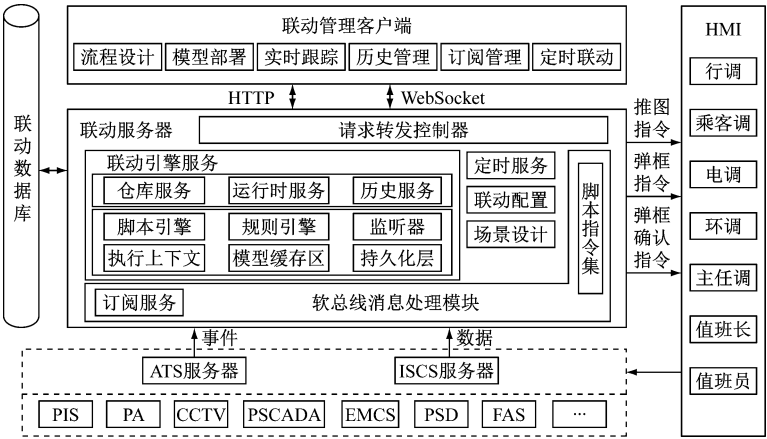 联动管理客户端
流程设计 模型部署 实时跟踪 历史管理 订阅管理 定时联动
HTTP WebSocket
联动数据库
联动服务器 请求转发控制器
联动引擎服务
仓库服务 运行时服务 历史服务
脚本引擎 规则引擎 监听器
执行上下文 模型缓存区 持久化层
定时服务
联动配置
场景设计
脚本指令集
订阅服务 软总线消息处理模块
推图
指令
弹框
指令
弹框
确认
指令
HMI
行调
乘客调
电调
环调
主任调
值班长
值班员
事件 数据
ATS服务器 ISCS服务器
PIS PA CCTV PSCADA EMCS PSD FAS …